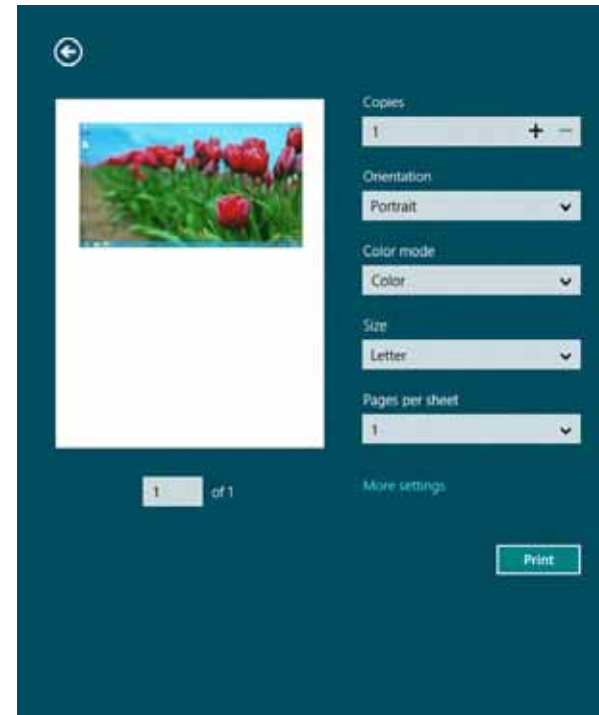 Copies
1
Orientation
Portrait
Color mode
Color
Size
Letter
Pages per sheet
1
1 of 1
More settings
Print